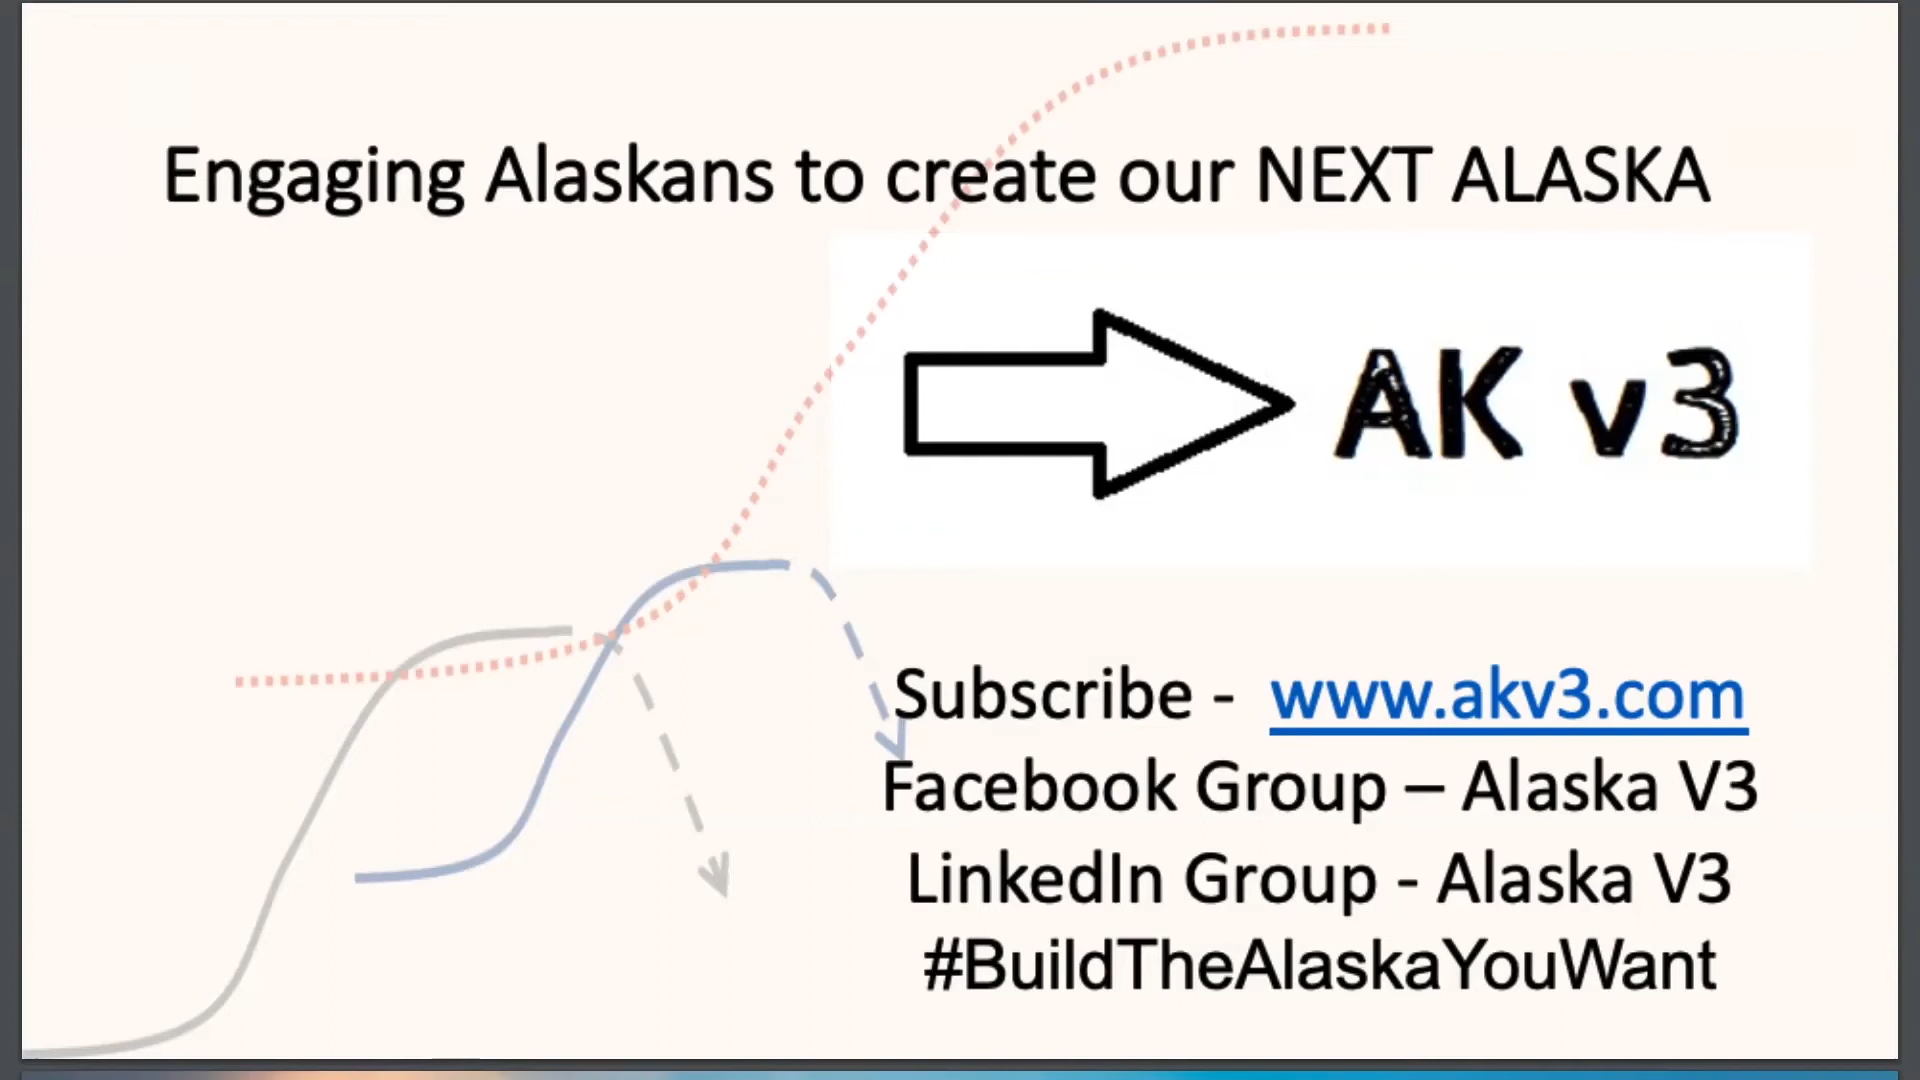 Engaging Alaskans to create our NEXT ALASKA
AK v3
Subscribe - www.akv3.com
Facebook Group – Alaska V3
LinkedIn Group - Alaska V3
#BuildTheAlaskaYouWant